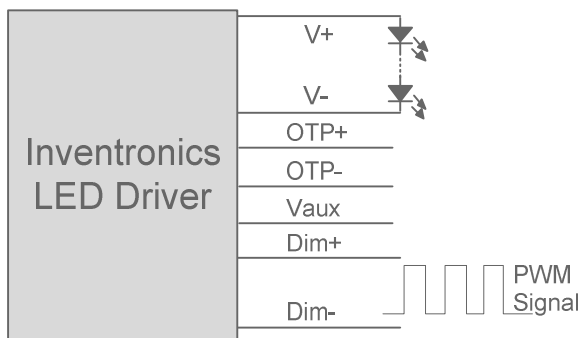 Inventronics
LED Driver
V+
V-
OTP+
OTP-
Vaux
Dim+
Dim-
PWM
Signal